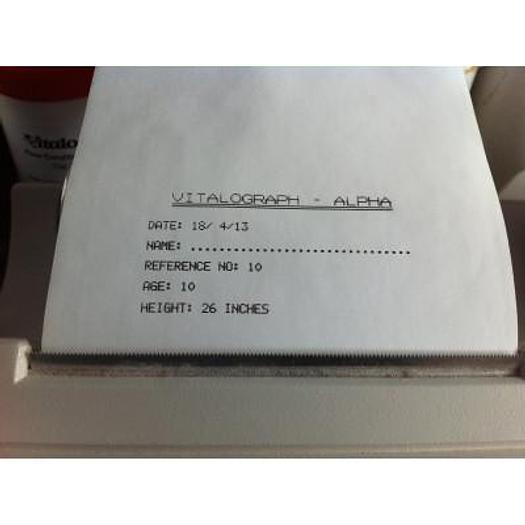 VITALOGRAPH - ALPHA
DATE: 18/ 4/13
NAME: ................................
REFERENCE NO: 10
AGE: 10
HEIGHT: 26 INCHES